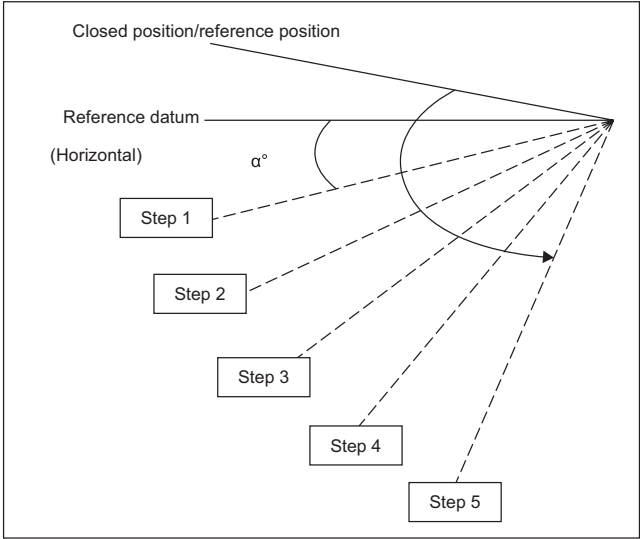 Closed position/reference position
Reference datum
(Horizontal)
α°
Step 1
Step 2
Step 3
Step 4
Step 5